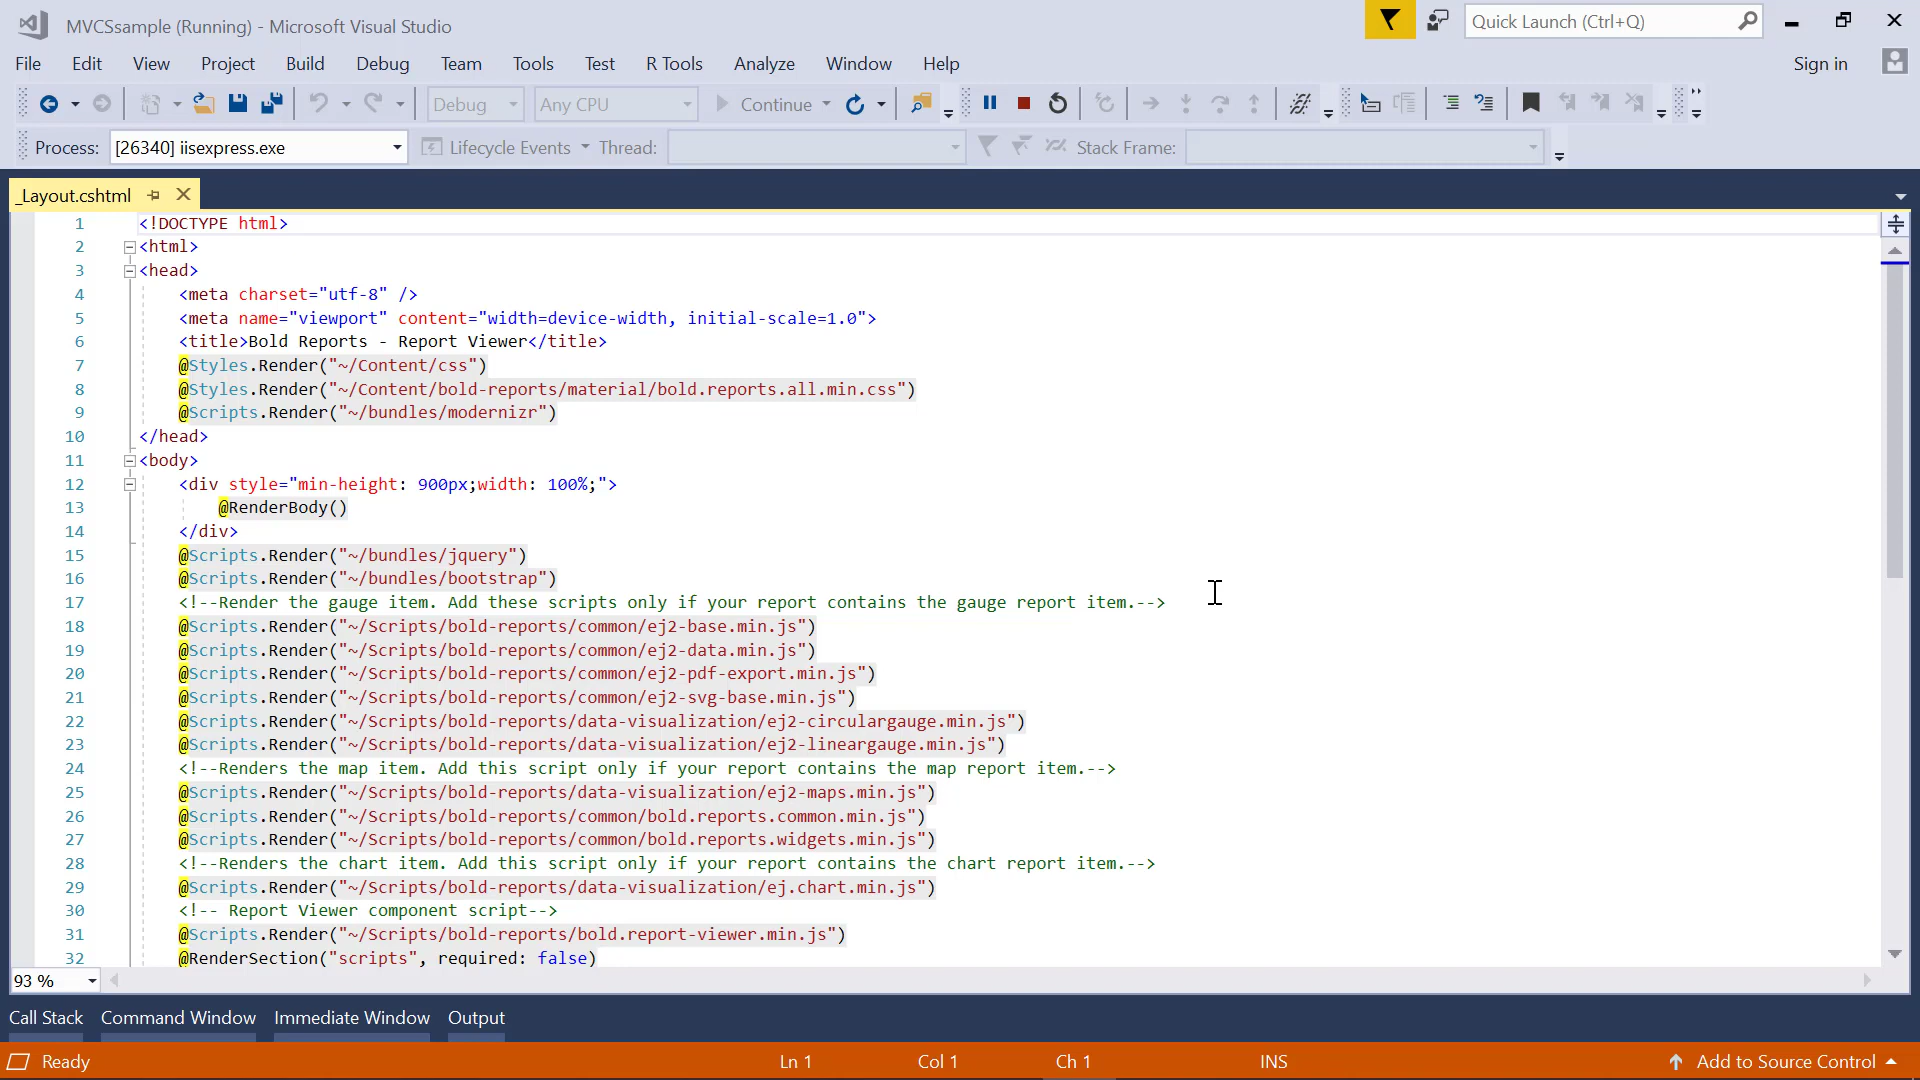 MVCSsample (Running) - Microsoft Visual Studio
Quick Launch (Ctrl+Q)
File Edit View Project Build Debug Team Tools Test R Tools Analyze Window Help
Sign in
Debug Any CPU Continue
Process: [26340] iisexpress.exe Lifecycle Events Thread: Stack Frame:
_Layout.cshtml
1 <!DOCTYPE html>
2 <html>
3 <head>
4 <meta charset="utf-8" />
5 <meta name="viewport" content="width=device-width, initial-scale=1.0">
6 <title>Bold Reports - Report Viewer</title>
7 @Styles.Render("~/Content/css")
8 @Styles.Render("~/Content/bold-reports/material/bold.reports.all.min.css")
9 @Scripts.Render("~/bundles/modernizr")
10 </head>
11 <body>
12 <div style="min-height: 900px;width: 100%;">
13 @RenderBody()
14 </div>
15 @Scripts.Render("~/bundles/jquery")
16 @Scripts.Render("~/bundles/bootstrap")
17 <!--Render the gauge item. Add these scripts only if your report contains the gauge report item.-->
18 @Scripts.Render("~/Scripts/bold-reports/common/ej2-base.min.js")
19 @Scripts.Render("~/Scripts/bold-reports/common/ej2-data.min.js")
20 @Scripts.Render("~/Scripts/bold-reports/common/ej2-pdf-export.min.js")
21 @Scripts.Render("~/Scripts/bold-reports/common/ej2-svg-base.min.js")
22 @Scripts.Render("~/Scripts/bold-reports/data-visualization/ej2-circulargauge.min.js")
23 @Scripts.Render("~/Scripts/bold-reports/data-visualization/ej2-lineargauge.min.js")
24 <!--Renders the map item. Add this script only if your report contains the map report item.-->
25 @Scripts.Render("~/Scripts/bold-reports/data-visualization/ej2-maps.min.js")
26 @Scripts.Render("~/Scripts/bold-reports/common/bold.reports.common.min.js")
27 @Scripts.Render("~/Scripts/bold-reports/common/bold.reports.widgets.min.js")
28 <!--Renders the chart item. Add this script only if your report contains the chart report item.-->
29 @Scripts.Render("~/Scripts/bold-reports/data-visualization/ej.chart.min.js")
30 <!-- Report Viewer component script-->
31 @Scripts.Render("~/Scripts/bold-reports/bold.report-viewer.min.js")
32 @RenderSection("scripts", required: false)
93 %
Call Stack Command Window Immediate Window Output
Ready Ln 1 Col 1 Ch 1 INS Add to Source Control